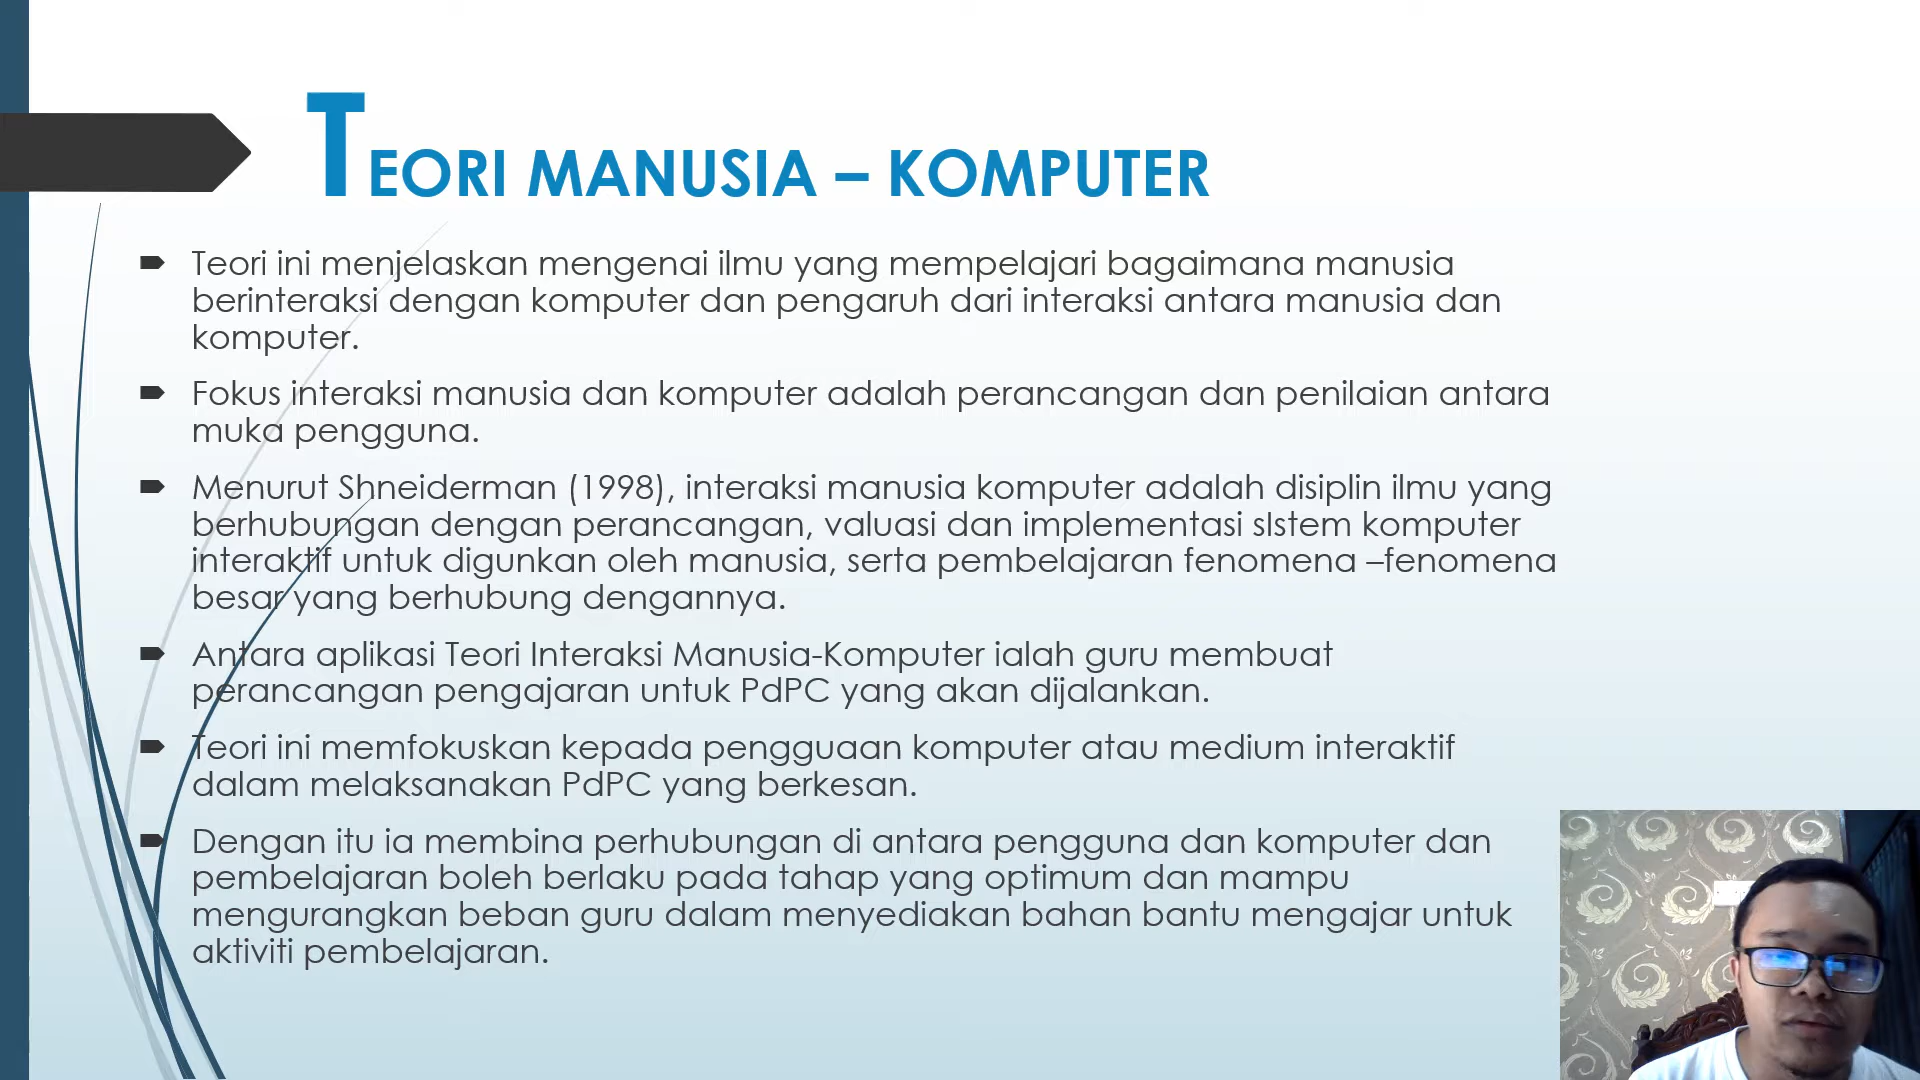 TEORI MANUSIA – KOMPUTER
Teori ini menjelaskan mengenai ilmu yang mempelajari bagaimana manusia
berinteraksi dengan komputer dan pengaruh dari interaksi antara manusia dan
komputer.
Fokus interaksi manusia dan komputer adalah perancangan dan penilaian antara
muka pengguna.
Menurut Shneiderman (1998), interaksi manusia komputer adalah disiplin ilmu yang
berhubungan dengan perancangan, valuasi dan implementasi sIstem komputer
interaktif untuk digunkan oleh manusia, serta pembelajaran fenomena –fenomena
besar yang berhubung dengannya.
Antara aplikasi Teori Interaksi Manusia-Komputer ialah guru membuat
perancangan pengajaran untuk PdPC yang akan dijalankan.
Teori ini memfokuskan kepada pengguaan komputer atau medium interaktif
dalam melaksanakan PdPC yang berkesan.
Dengan itu ia membina perhubungan di antara pengguna dan komputer dan
pembelajaran boleh berlaku pada tahap yang optimum dan mampu
mengurangkan beban guru dalam menyediakan bahan bantu mengajar untuk
aktiviti pembelajaran.